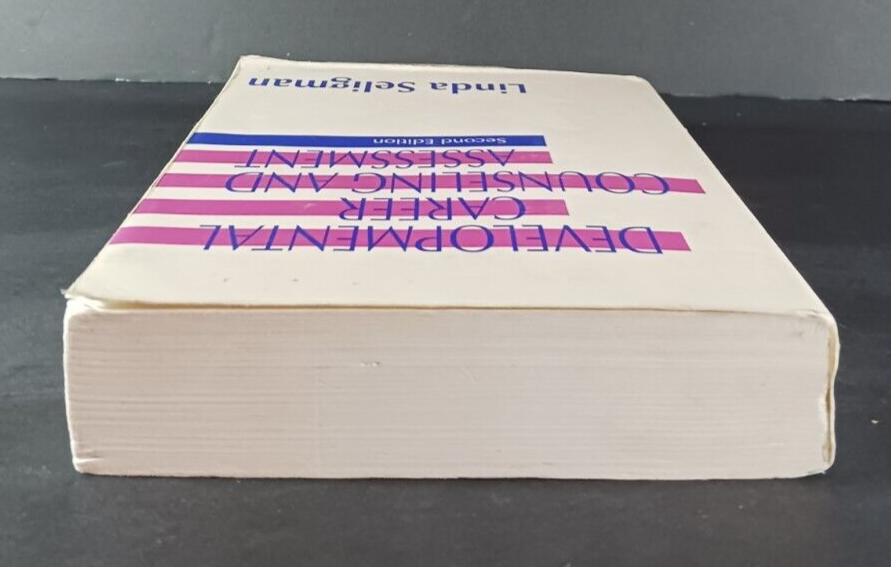 DEVELOPMENTAL
CAREER
COUNSELING AND
ASSESSMENT
Second Edition
Linda Seligman